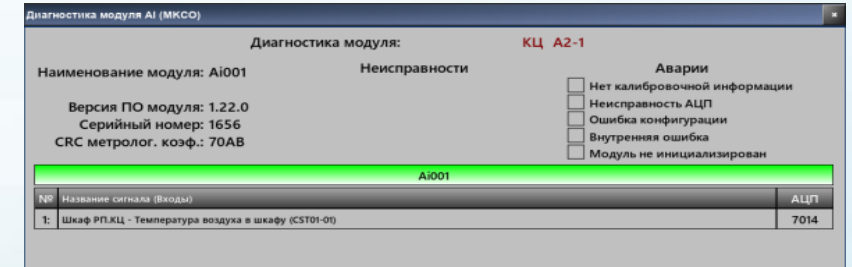 Диагностика модуля AI (МКСО)
Диагностика модуля: КЦ A2-1
Наименование модуля: Ai001
Неисправности
Аварии
Нет калибровочной информации
Неисправность АЦП
Ошибка конфигурации
Внутренняя ошибка
Модуль не инициализирован
Версия ПО модуля: 1.22.0
Серийный номер: 1656
CRC метролог. коэф.: 70AB
Ai001
№ Название сигнала (Входы) АЦП
1: Шкаф РП.КЦ - Температура воздуха в шкафу (CST01-01) 7014